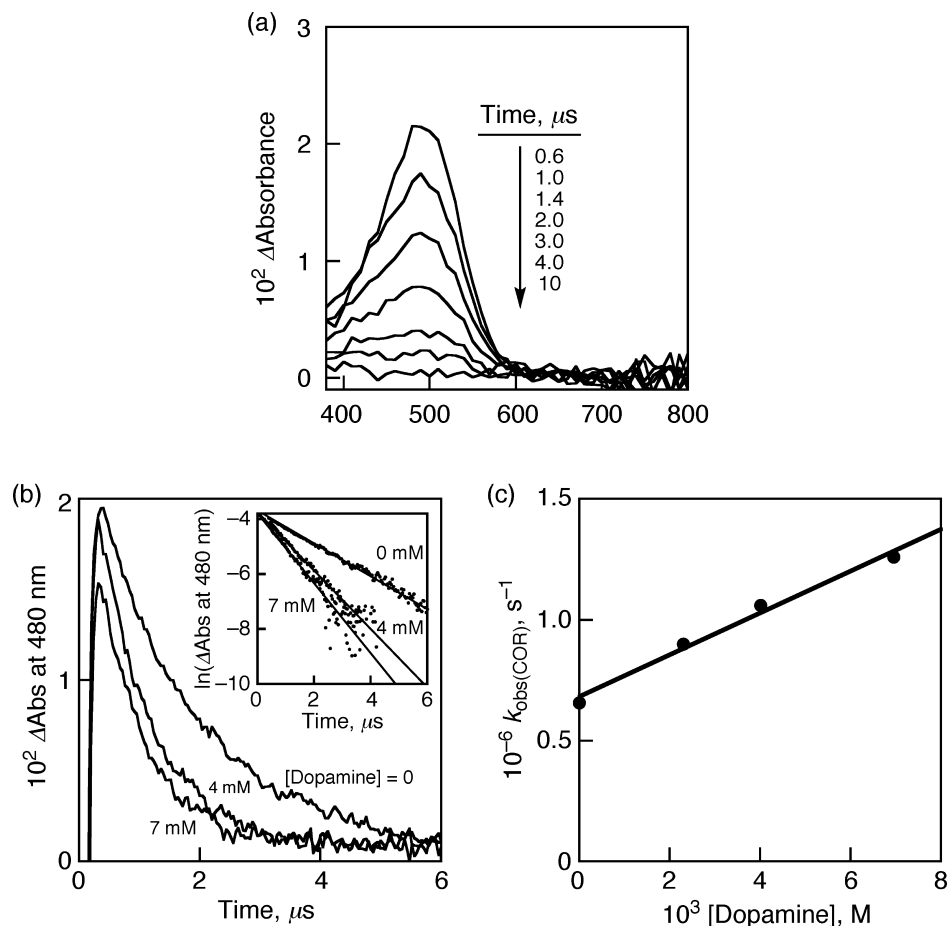 (a)
3
2
1
0
10² ΔAbsorbance
Time, μs
0.6
1.0
1.4
2.0
3.0
4.0
10
400 500 600 700 800
(b)
2
1
0
10² ΔAbs at 480 nm
0 2 4 6
Time, μs
[Dopamine] = 0
4 mM
7 mM
ln(ΔAbs at 480 nm)
−4
−6
−8
−10
0 2 4 6
Time, μs
0 mM
4 mM
7 mM
(c)
1.5
1.0
0.5
0
10⁻⁶ kobs(COR), s⁻¹
0 2 4 6 8
10³ [Dopamine], M